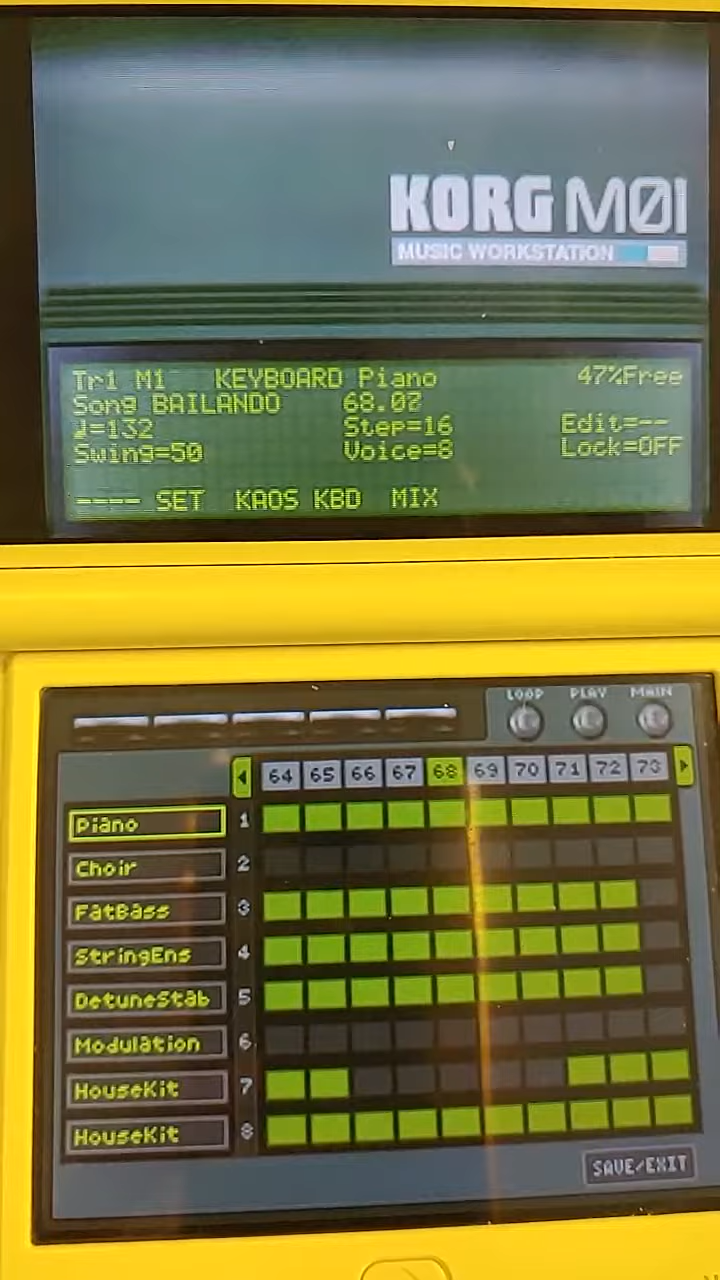 KORG M01
MUSIC WORKSTATION
Tr1 M1 KEYBOARD Piano 47%Free
Song BAILANDO 68.02
♩=132 Step=16 Edit=--
Swing=50 Voice=8 Lock=OFF
---- SET KAOS KBD MIX
LOOP PLAY MAIN
64 65 66 67 68 69 70 71 72 73
Piano 1
Choir 2
FatBass 3
StringEns 4
DetuneStab 5
Modulation 6
HouseKit 7
HouseKit 8
SAVE/EXIT